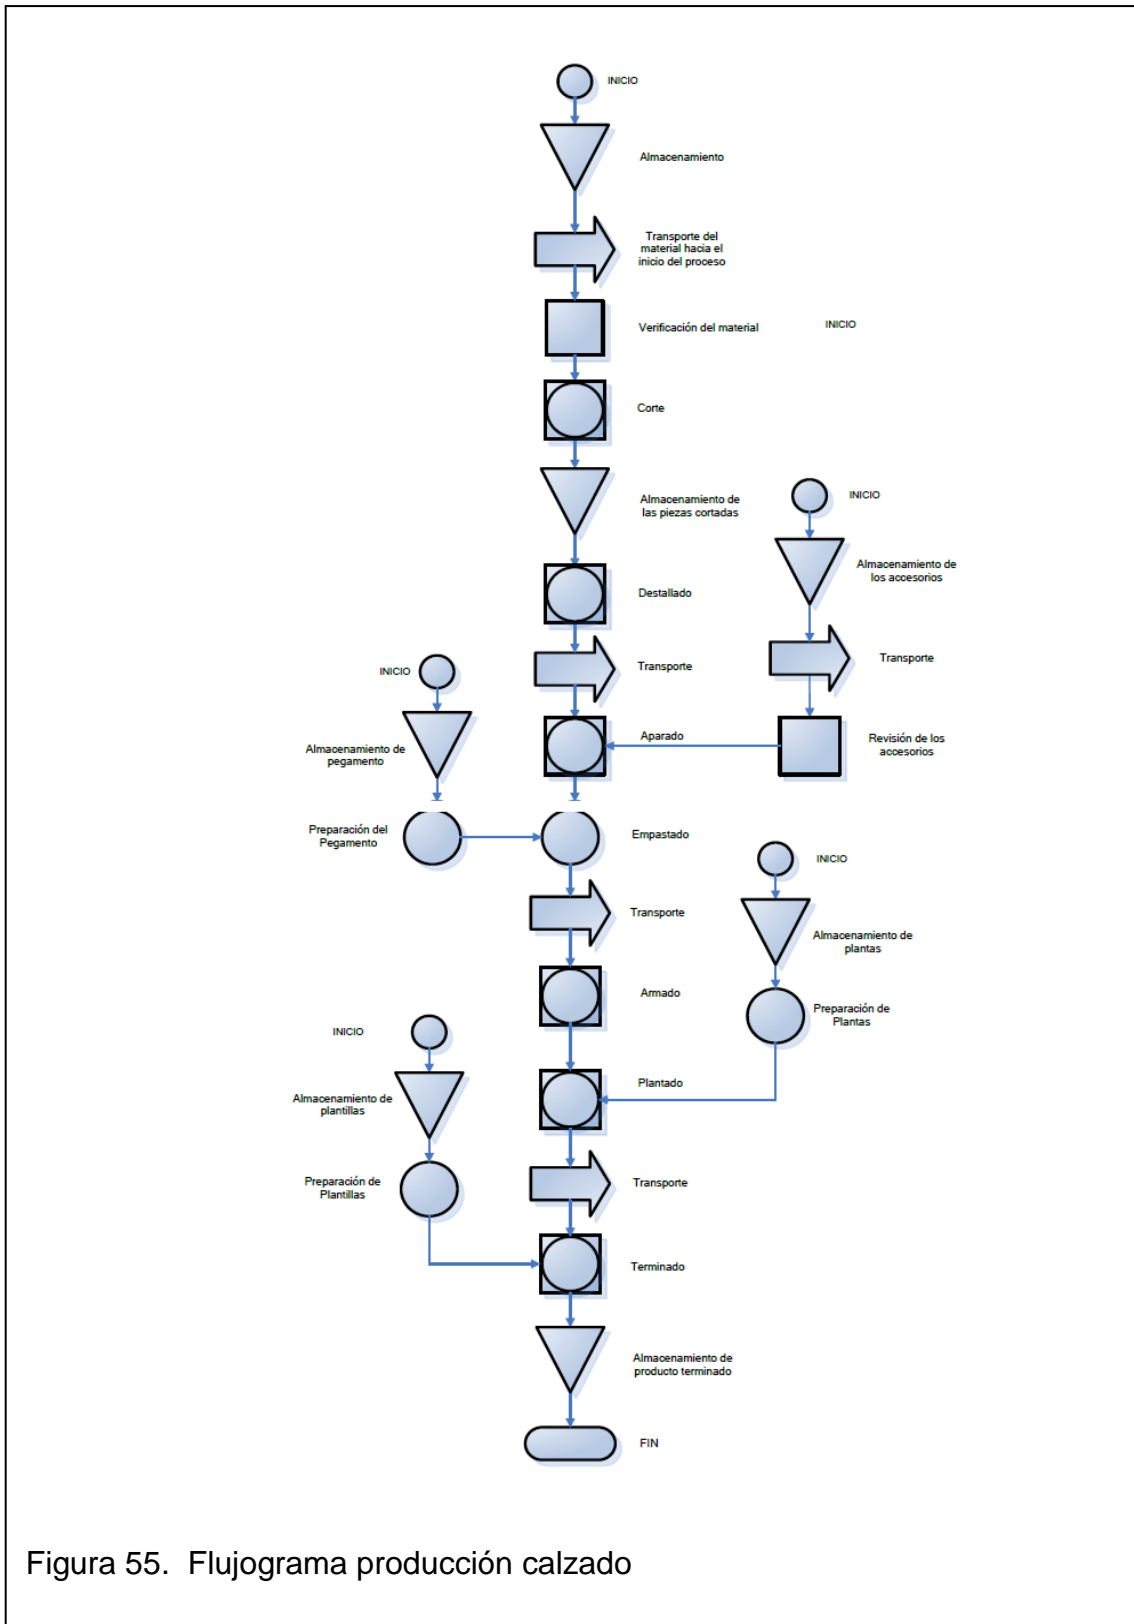 INICIO
Almacenamiento
Transporte del
material hacia el
inicio del proceso
Verificación del material
INICIO
Corte
Almacenamiento de
las piezas cortadas
INICIO
Almacenamiento de
los accesorios
Destallado
Transporte
Transporte
INICIO
Aparado
Revisión de los
accesorios
Almacenamiento de
pegamento
Preparación del
Pegamento
Empastado
INICIO
Transporte
Almacenamiento de
plantas
Armado
Preparación de
Plantas
INICIO
Plantado
Almacenamiento de
plantillas
Preparación de
Plantillas
Transporte
Terminado
Almacenamiento de
producto terminado
FIN
Figura 55. Flujograma producción calzado